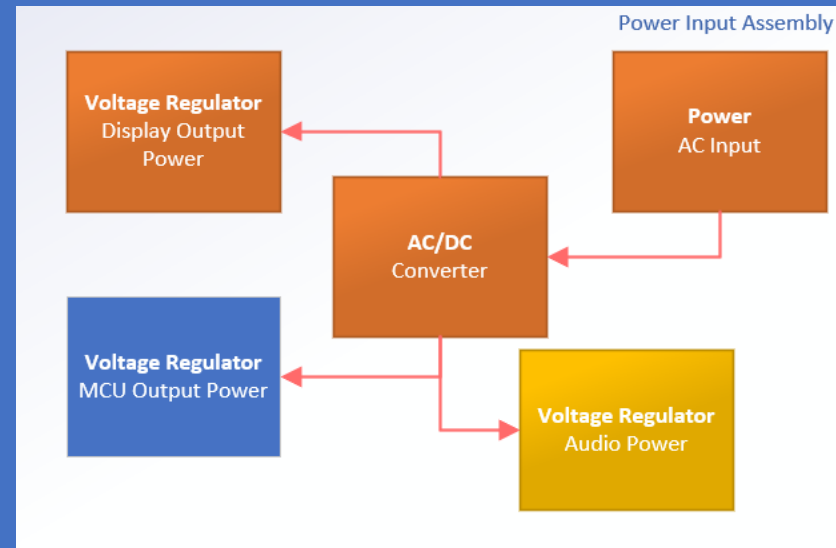 Power Input Assembly
Voltage Regulator
Display Output
Power
Power
AC Input
AC/DC
Converter
Voltage Regulator
MCU Output Power
Voltage Regulator
Audio Power